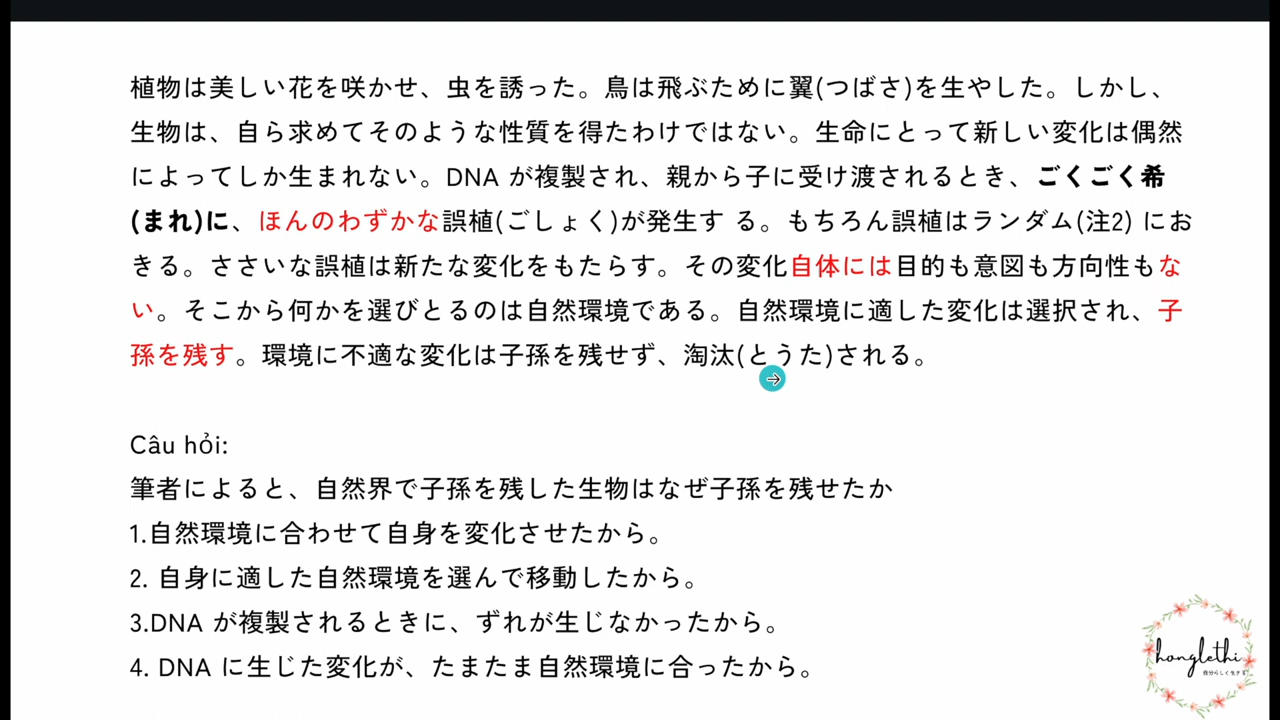 植物は美しい花を咲かせ、虫を誘った。鳥は飛ぶために翼(つばさ)を生やした。しかし、
生物は、自ら求めてそのような性質を得たわけではない。生命にとって新しい変化は偶然
によってしか生まれない。DNA が複製され、親から子に受け渡されるとき、ごくごく希
(まれ)に、ほんのわずかな誤植(ごしょく)が発生す る。もちろん誤植はランダム(注2) にお
きる。ささいな誤植は新たな変化をもたらす。その変化自体には目的も意図も方向性もな
い。そこから何かを選びとるのは自然環境である。自然環境に適した変化は選択され、子
孫を残す。環境に不適な変化は子孫を残せず、淘汰(とうた)される。
Câu hỏi:
筆者によると、自然界で子孫を残した生物はなぜ子孫を残せたか
1.自然環境に合わせて自身を変化させたから。
2. 自身に適した自然環境を選んで移動したから。
3.DNA が複製されるときに、ずれが生じなかったから。
4. DNA に生じた変化が、たまたま自然環境に合ったから。
honglethi
自分らしく生きる